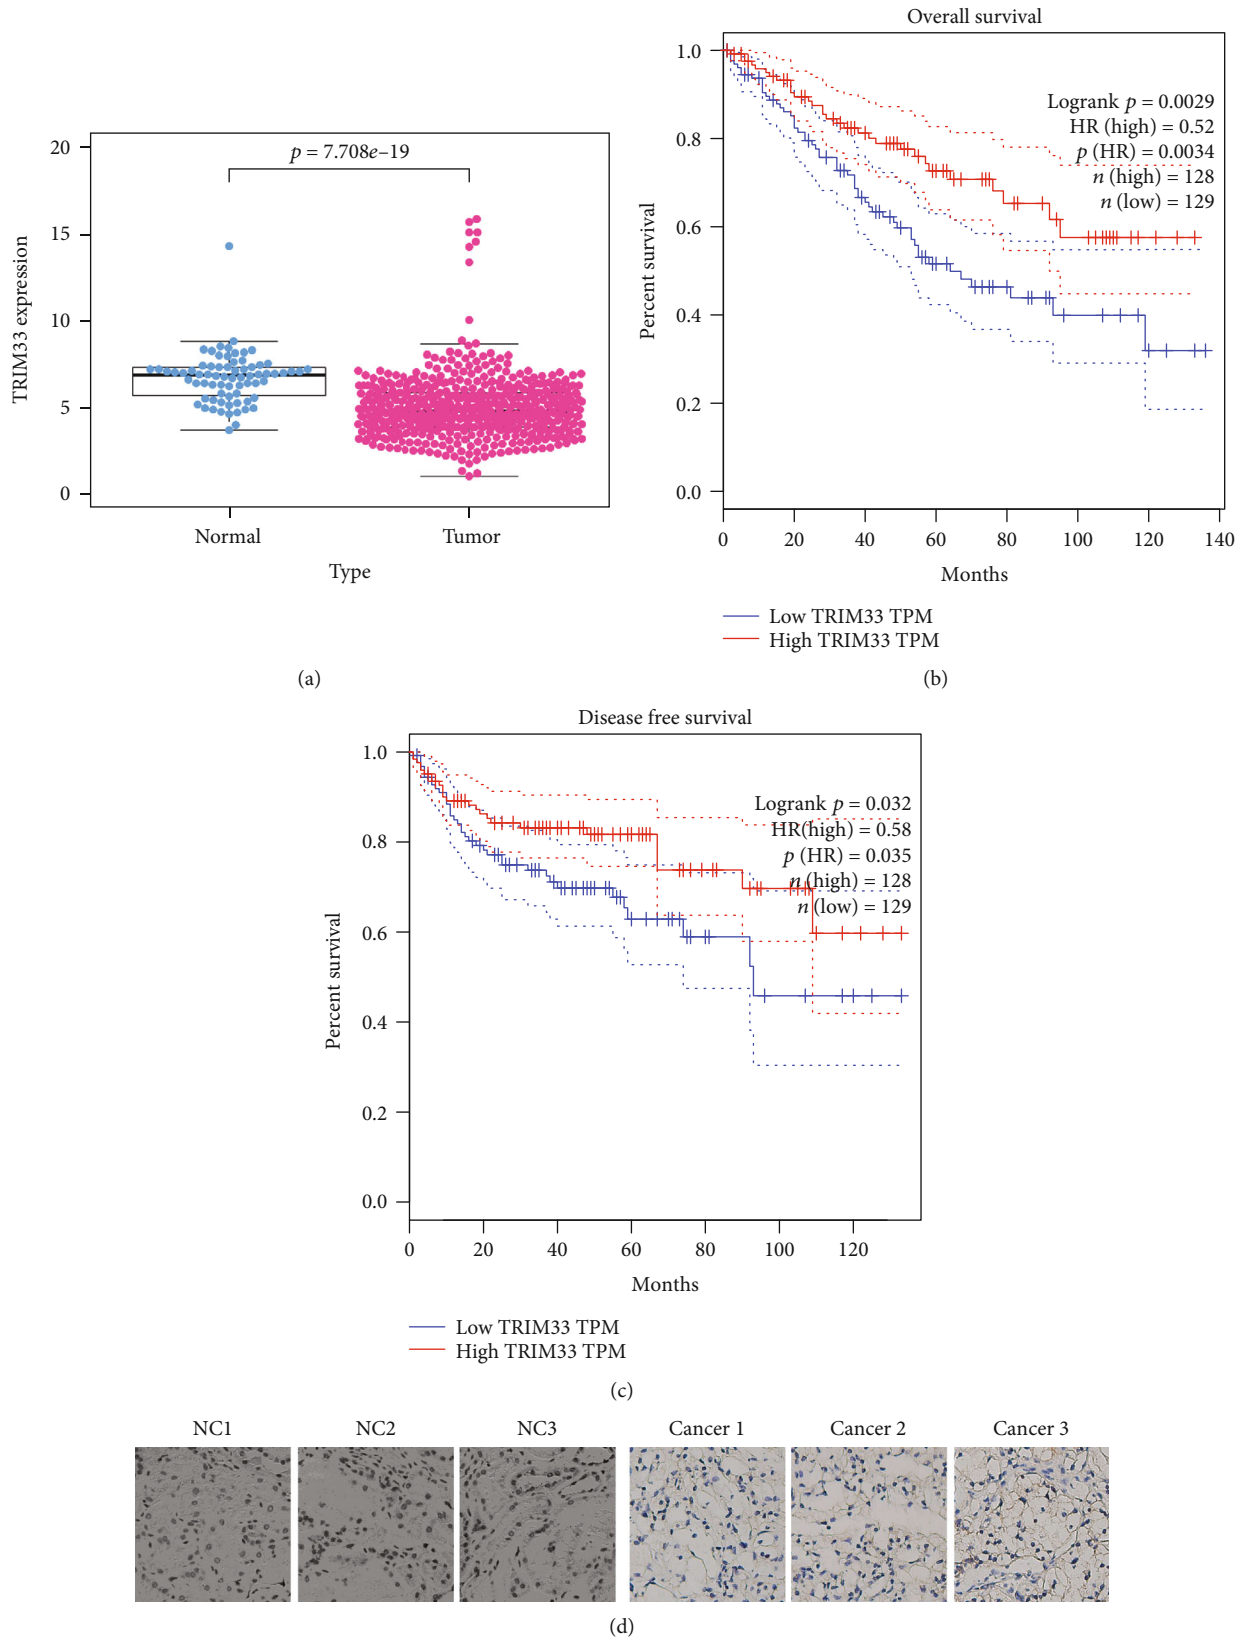 p = 7.708e–19
20
15
10
5
0
TRIM33 expression
Normal
Tumor
Type
(a)
Overall survival
1.0
0.8
0.6
0.4
0.2
0.0
Percent survival
Logrank p = 0.0029
HR (high) = 0.52
p (HR) = 0.0034
n (high) = 128
n (low) = 129
0 20 40 60 80 100 120 140
Months
Low TRIM33 TPM
High TRIM33 TPM
(b)
Disease free survival
1.0
0.8
0.6
0.4
0.2
0.0
Percent survival
Logrank p = 0.032
HR(high) = 0.58
p (HR) = 0.035
n (high) = 128
n (low) = 129
0 20 40 60 80 100 120
Months
Low TRIM33 TPM
High TRIM33 TPM
(c)
NC1 NC2 NC3 Cancer 1 Cancer 2 Cancer 3
(d)